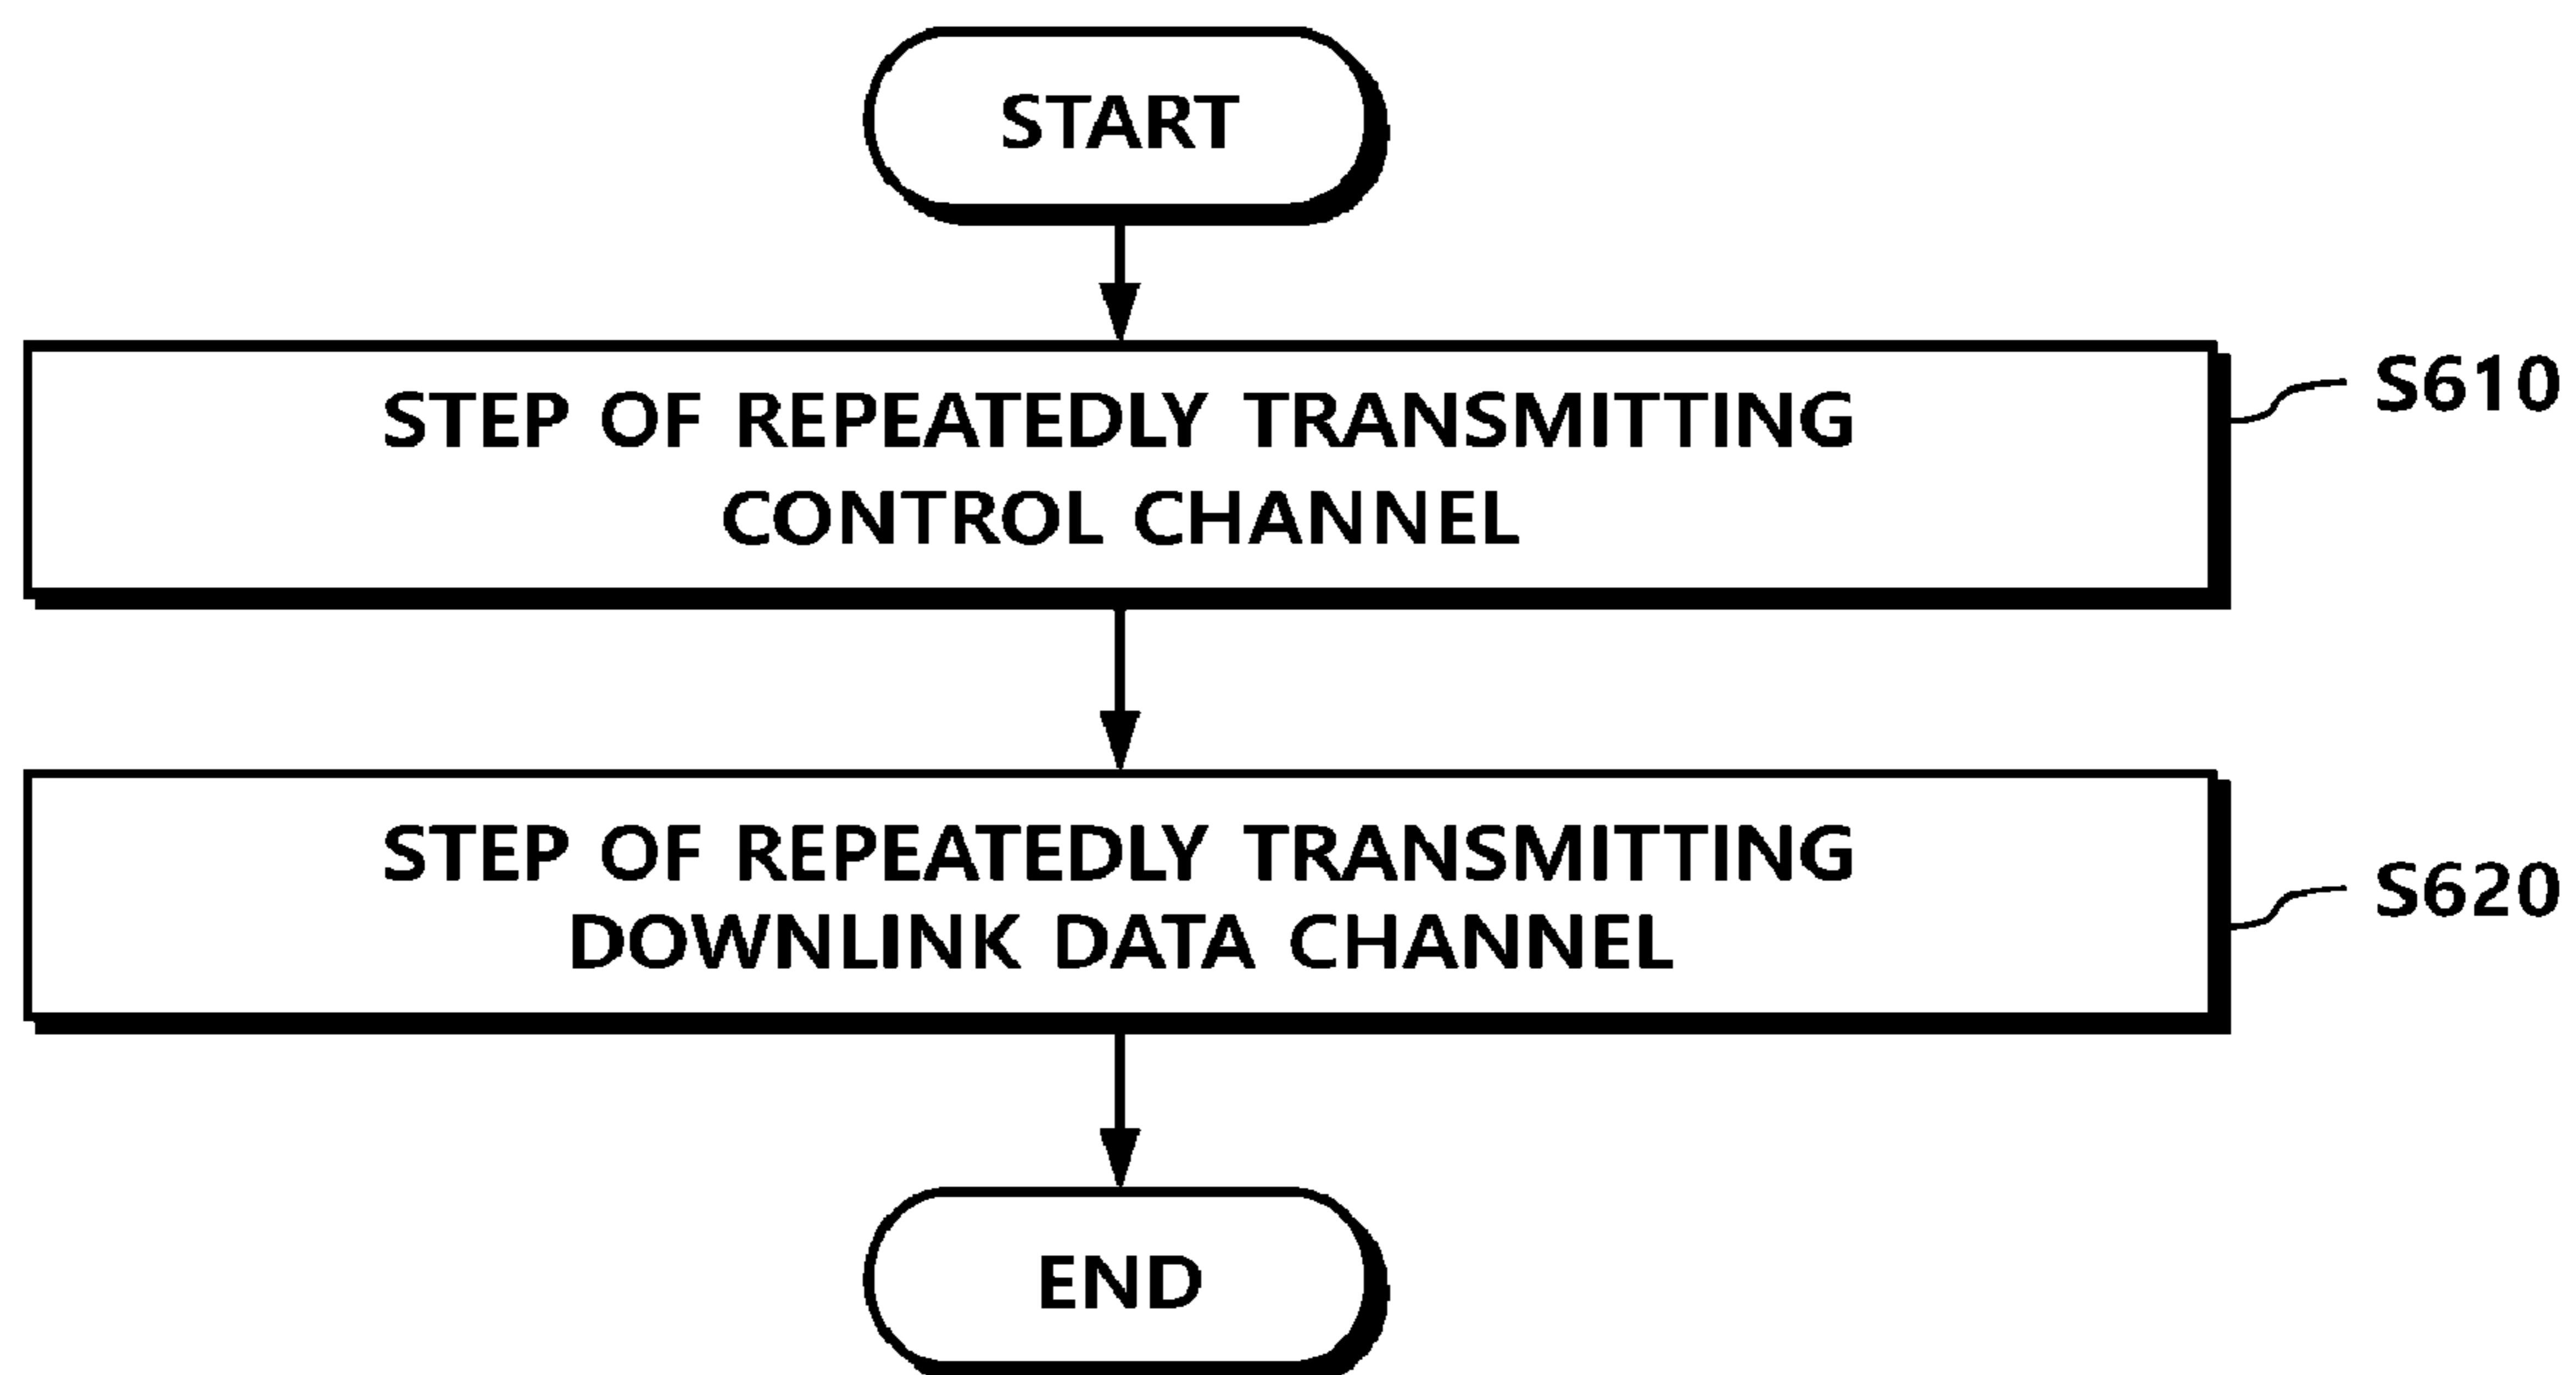 START
STEP OF REPEATEDLY TRANSMITTING
CONTROL CHANNEL
S610
STEP OF REPEATEDLY TRANSMITTING
DOWNLINK DATA CHANNEL
S620
END